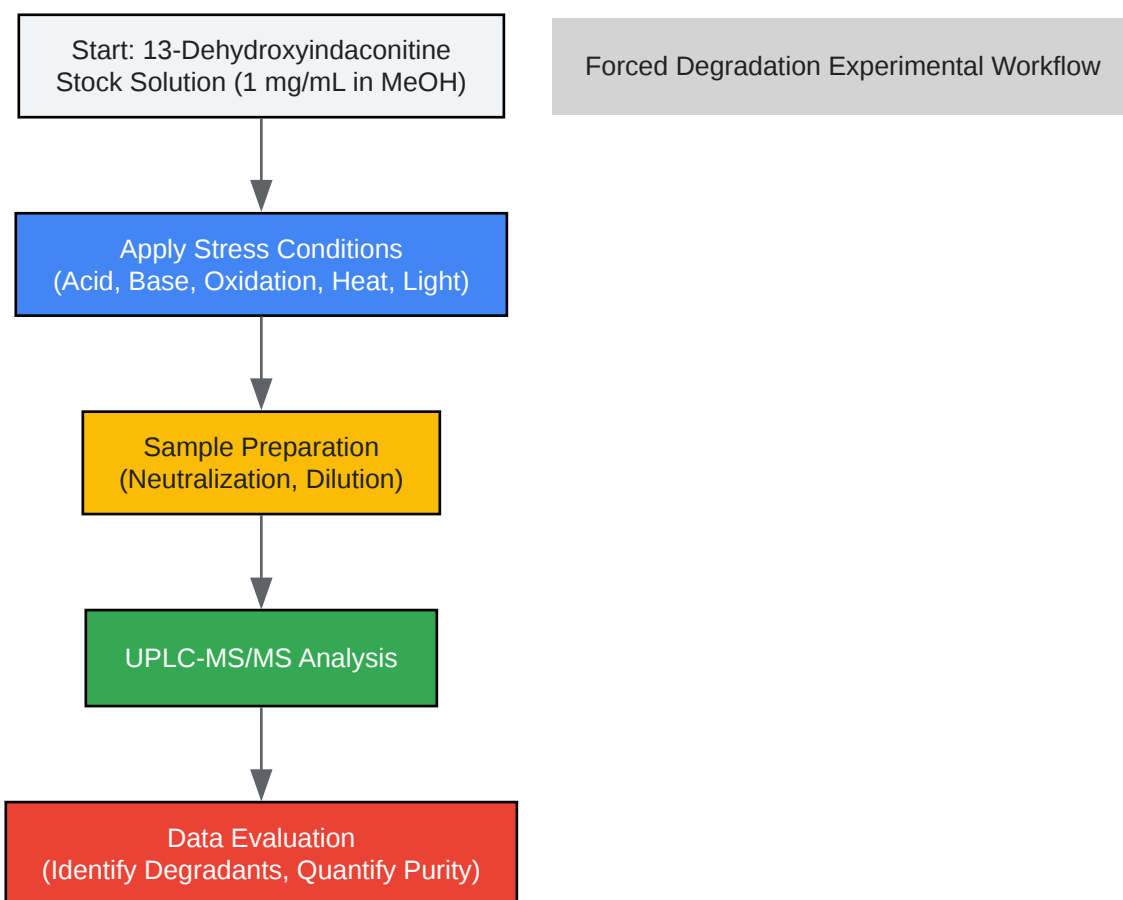 Start: 13-Dehydroxyindaconitine
Stock Solution (1 mg/mL in MeOH)
Forced Degradation Experimental Workflow
Apply Stress Conditions
(Acid, Base, Oxidation, Heat, Light)
Sample Preparation
(Neutralization, Dilution)
UPLC-MS/MS Analysis
Data Evaluation
(Identify Degradants, Quantify Purity)